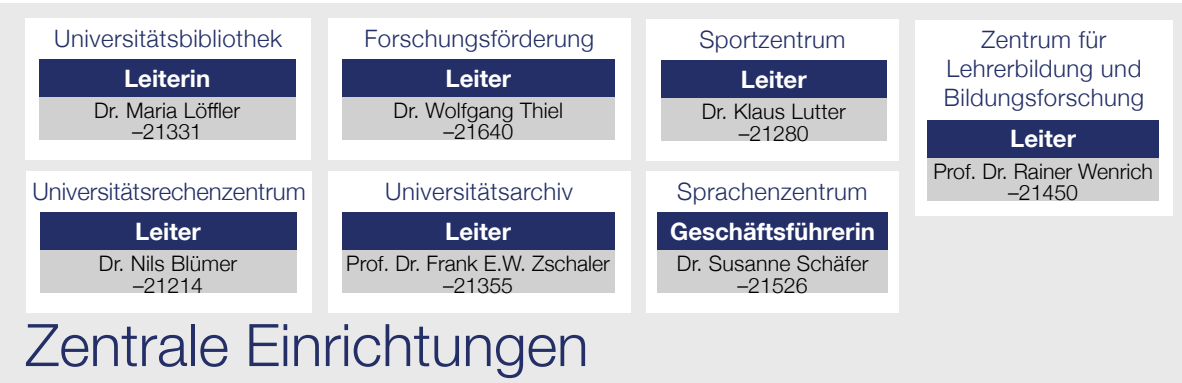 Universitätsbibliothek
Leiterin
Dr. Maria Löffler
–21331
Forschungsförderung
Leiter
Dr. Wolfgang Thiel
–21640
Sportzentrum
Leiter
Dr. Klaus Lutter
–21280
Zentrum für
Lehrerbildung und
Bildungsforschung
Leiter
Prof. Dr. Rainer Wenrich
–21450
Universitätsrechenzentrum
Leiter
Dr. Nils Blümer
–21214
Universitätsarchiv
Leiter
Prof. Dr. Frank E.W. Zschaler
–21355
Sprachenzentrum
Geschäftsführerin
Dr. Susanne Schäfer
–21526
Zentrale Einrichtungen